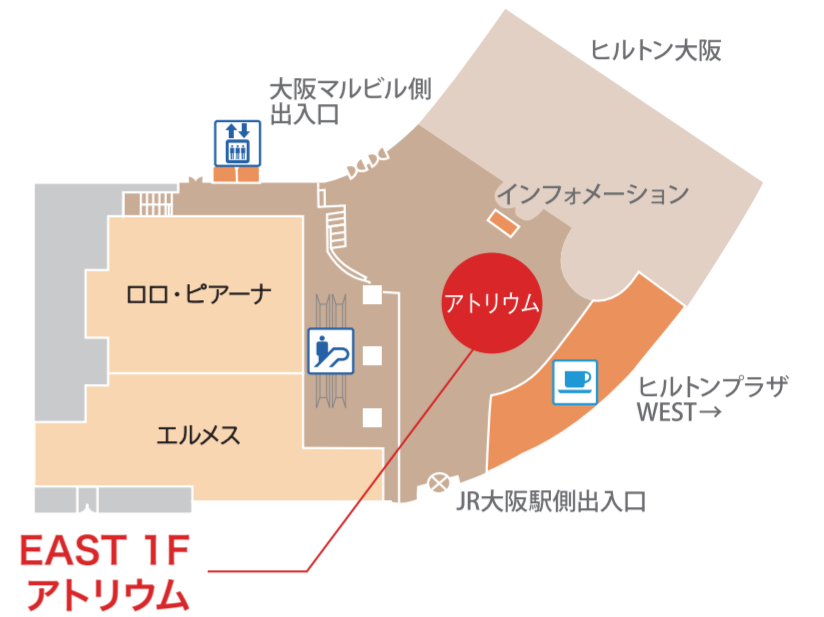 ヒルトン大阪
大阪マルビル側
出入口
インフォメーション
ロロ・ピアーナ
アトリウム
ヒルトンプラザ
WEST→
エルメス
JR大阪駅側出入口
EAST 1F
アトリウム